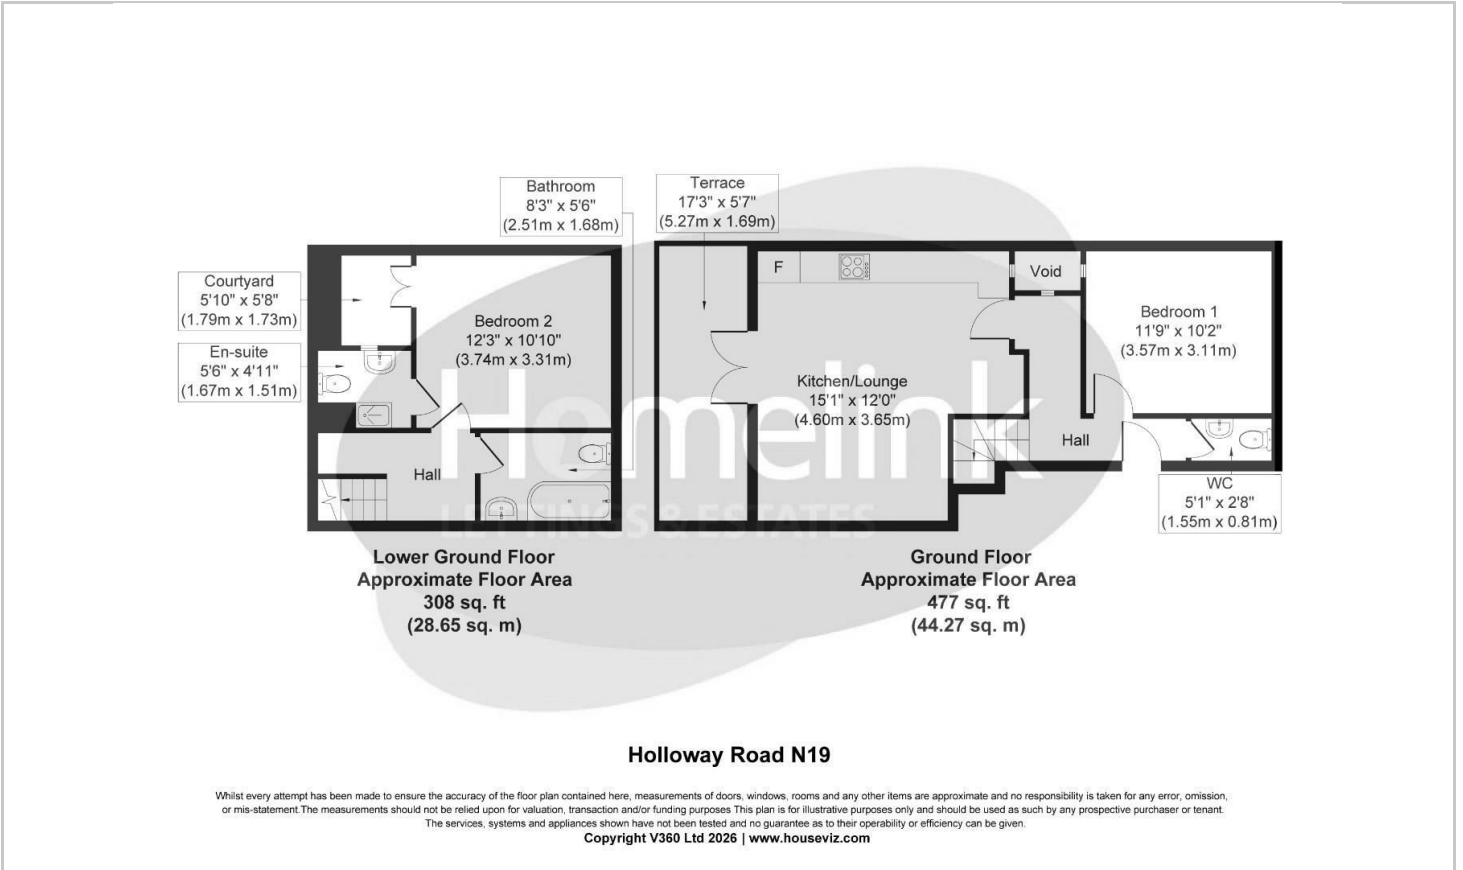 Bathroom
8'3" x 5'6"
(2.51m x 1.68m)
Terrace
17'3" x 5'7"
(5.27m x 1.69m)
Courtyard
5'10" x 5'8"
(1.79m x 1.73m)
En-suite
5'6" x 4'11"
(1.67m x 1.51m)
Bedroom 2
12'3" x 10'10"
(3.74m x 3.31m)
Hall
F
Void
Kitchen/Lounge
15'1" x 12'0"
(4.60m x 3.65m)
Bedroom 1
11'9" x 10'2"
(3.57m x 3.11m)
Hall
WC
5'1" x 2'8"
(1.55m x 0.81m)
Homelink
LETTINGS & ESTATES
Lower Ground Floor
Approximate Floor Area
308 sq. ft
(28.65 sq. m)
Ground Floor
Approximate Floor Area
477 sq. ft
(44.27 sq. m)
Holloway Road N19
Whilst every attempt has been made to ensure the accuracy of the floor plan contained here, measurements of doors, windows, rooms and any other items are approximate and no responsibility is taken for any error, omission,
or mis-statement.The measurements should not be relied upon for valuation, transaction and/or funding purposes This plan is for illustrative purposes only and should be used as such by any prospective purchaser or tenant.
The services, systems and appliances shown have not been tested and no guarantee as to their operability or efficiency can be given.
Copyright V360 Ltd 2026 | www.houseviz.com